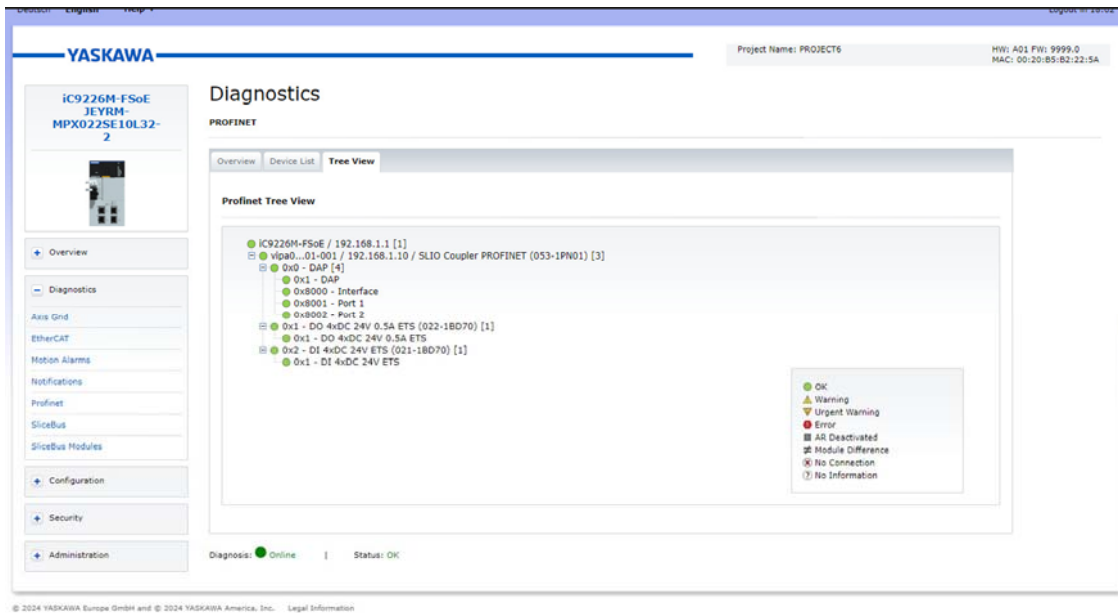 Deutsch English Help
Logout in 18:02
YASKAWA
Project Name: PROJECT6
HW: A01 FW: 9999.0
MAC: 00:20:B5:B2:22:5A
iC9226M-FSoE
JEYRM-
MPX022SE10L32-
2
Diagnostics
PROFINET
Overview Device List Tree View
Profinet Tree View
iC9226M-FSoE / 192.168.1.1 [1]
vipa0...01-001 / 192.168.1.10 / SLIO Coupler PROFINET (053-1PN01) [3]
0x0 - DAP [4]
0x1 - DAP
0x8000 - Interface
0x8001 - Port 1
0x8002 - Port 2
0x1 - DO 4xDC 24V 0.5A ETS (022-1BD70) [1]
0x1 - DO 4xDC 24V 0.5A ETS
0x2 - DI 4xDC 24V ETS (021-1BD70) [1]
0x1 - DI 4xDC 24V ETS
OK
Warning
Urgent Warning
Error
AR Deactivated
Module Difference
No Connection
No Information
Overview
Diagnostics
Axis Grid
EtherCAT
Motion Alarms
Notifications
Profinet
SliceBus
SliceBus Modules
Configuration
Security
Administration
Diagnosis: Online | Status: OK
© 2024 YASKAWA Europe GmbH and © 2024 YASKAWA America, Inc. Legal Information